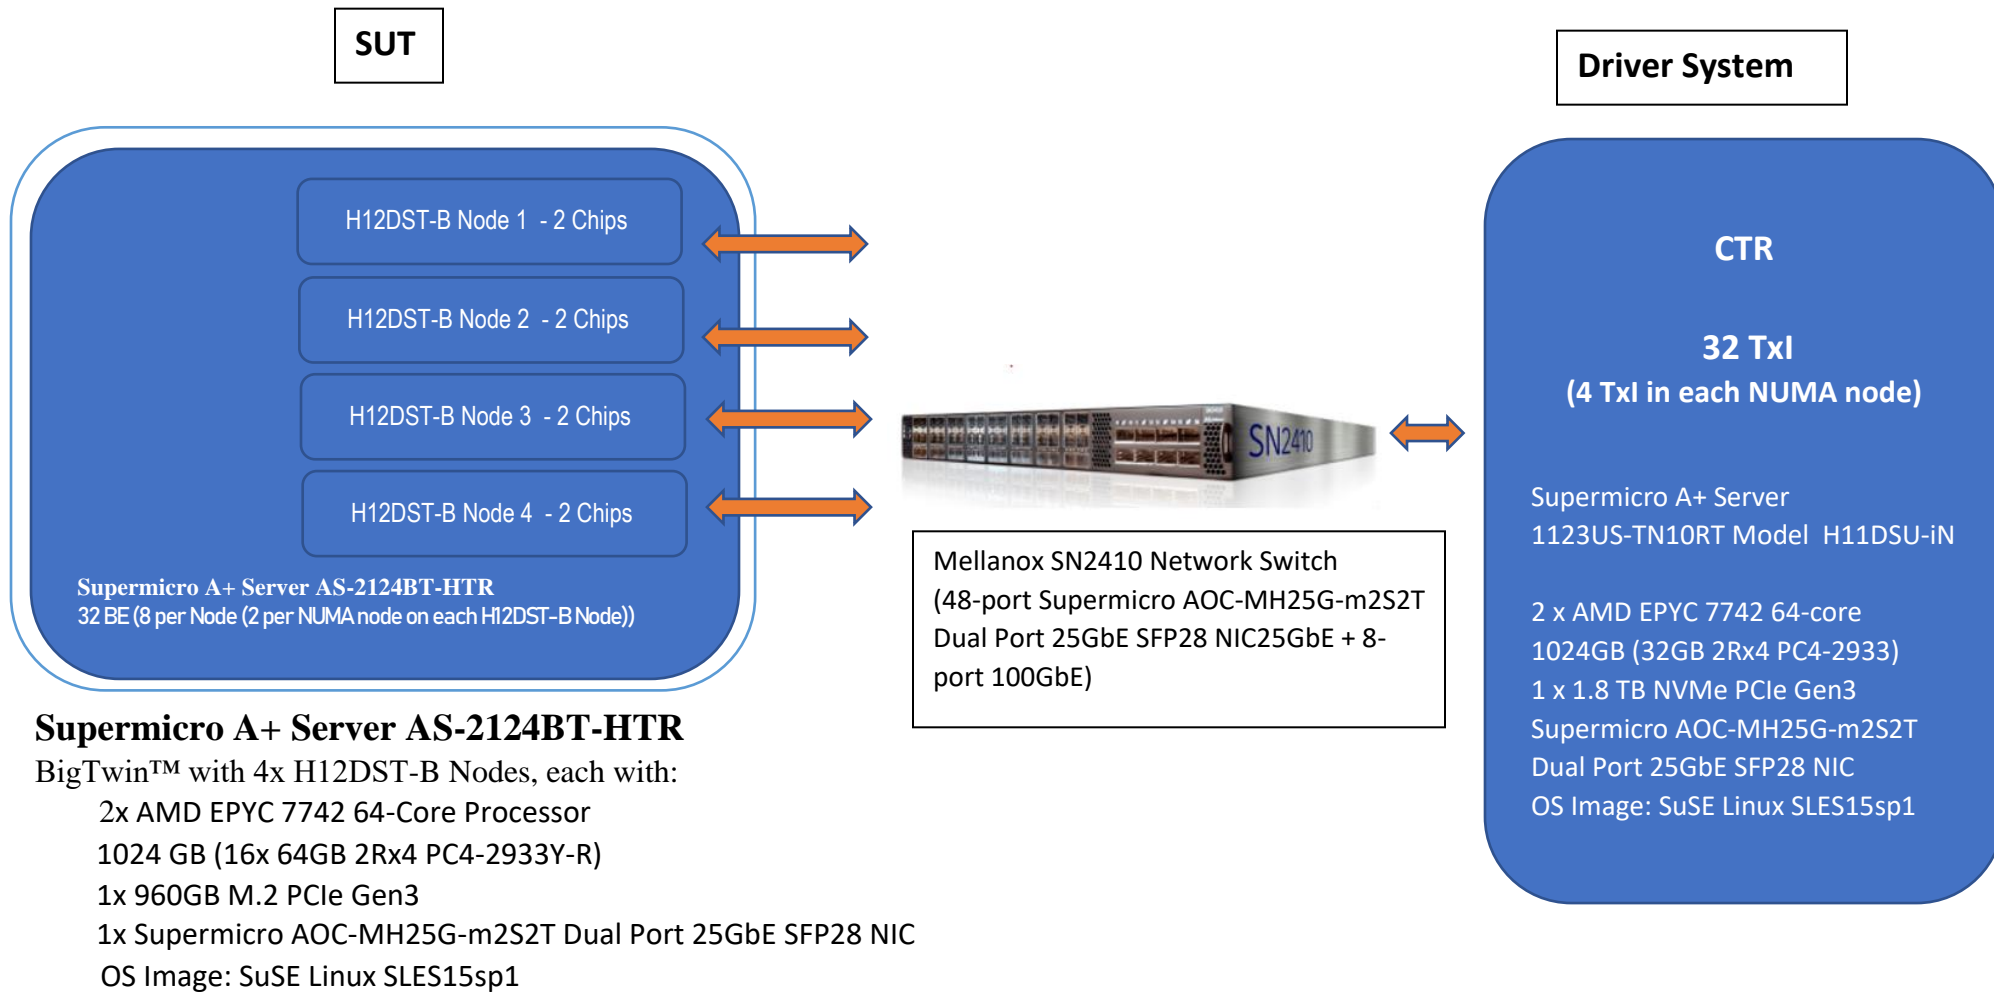 SUT
Driver System
H12DST-B Node 1 - 2 Chips
H12DST-B Node 2 - 2 Chips
H12DST-B Node 3 - 2 Chips
H12DST-B Node 4 - 2 Chips
Supermicro A+ Server AS-2124BT-HTR
32 BE (8 per Node (2 per NUMA node on each H12DST-B Node))
Supermicro A+ Server AS-2124BT-HTR
BigTwin™ with 4x H12DST-B Nodes, each with:
2x AMD EPYC 7742 64-Core Processor
1024 GB (16x 64GB 2Rx4 PC4-2933Y-R)
1x 960GB M.2 PCIe Gen3
1x Supermicro AOC-MH25G-m2S2T Dual Port 25GbE SFP28 NIC
OS Image: SuSE Linux SLES15sp1
SN2410
Mellanox SN2410 Network Switch
(48-port Supermicro AOC-MH25G-m2S2T
Dual Port 25GbE SFP28 NIC25GbE + 8-
port 100GbE)
CTR
32 TxI
(4 TxI in each NUMA node)
Supermicro A+ Server
1123US-TN10RT Model H11DSU-iN
2 x AMD EPYC 7742 64-core
1024GB (32GB 2Rx4 PC4-2933)
1 x 1.8 TB NVMe PCIe Gen3
Supermicro AOC-MH25G-m2S2T
Dual Port 25GbE SFP28 NIC
OS Image: SuSE Linux SLES15sp1